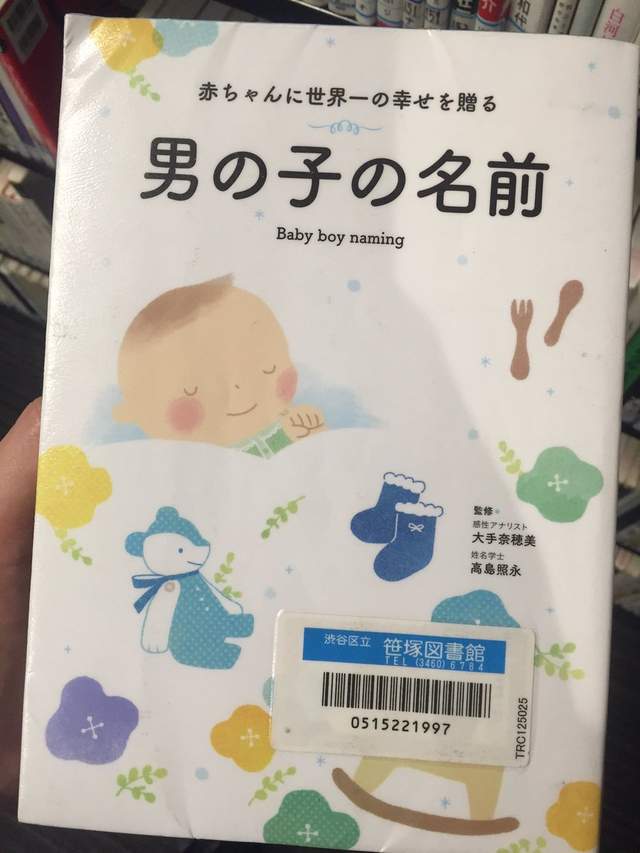 赤ちゃんに世界一の幸せを贈る
男の子の名前
Baby boy naming
監修
感性アナリスト
大手奈穂美
姓名学士
高島照永
渋谷区立 笹塚図書館
TEL (3460) 6784
0515221997
TRC125025
白河